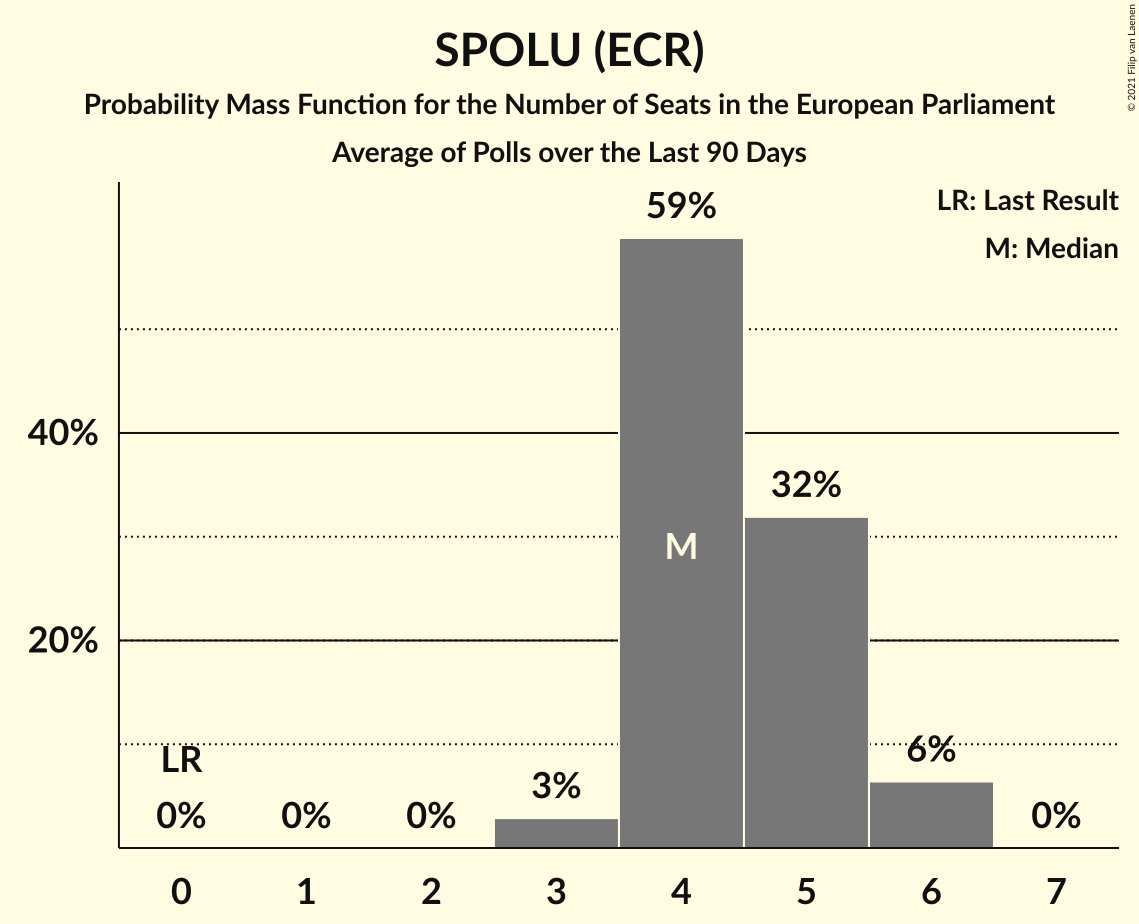 SPOLU (ECR)
Probability Mass Function for the Number of Seats in the European Parliament
Average of Polls over the Last 90 Days
© 2021 Filip van Laenen
LR: Last Result
M: Median
59%
40%
32%
M
20%
LR
6%
3%
0% 0% 0% 0%
0 1 2 3 4 5 6 7